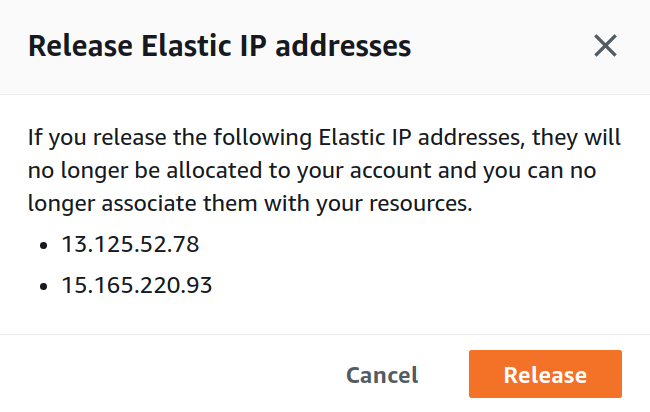 Release Elastic IP addresses
If you release the following Elastic IP addresses, they will
no longer be allocated to your account and you can no
longer associate them with your resources.
• 13.125.52.78
• 15.165.220.93
Cancel
Release